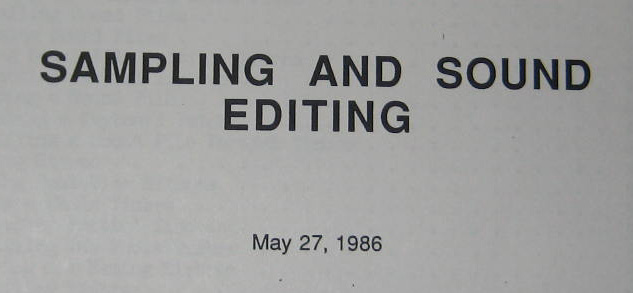 SAMPLING AND SOUND
EDITING
May 27, 1986